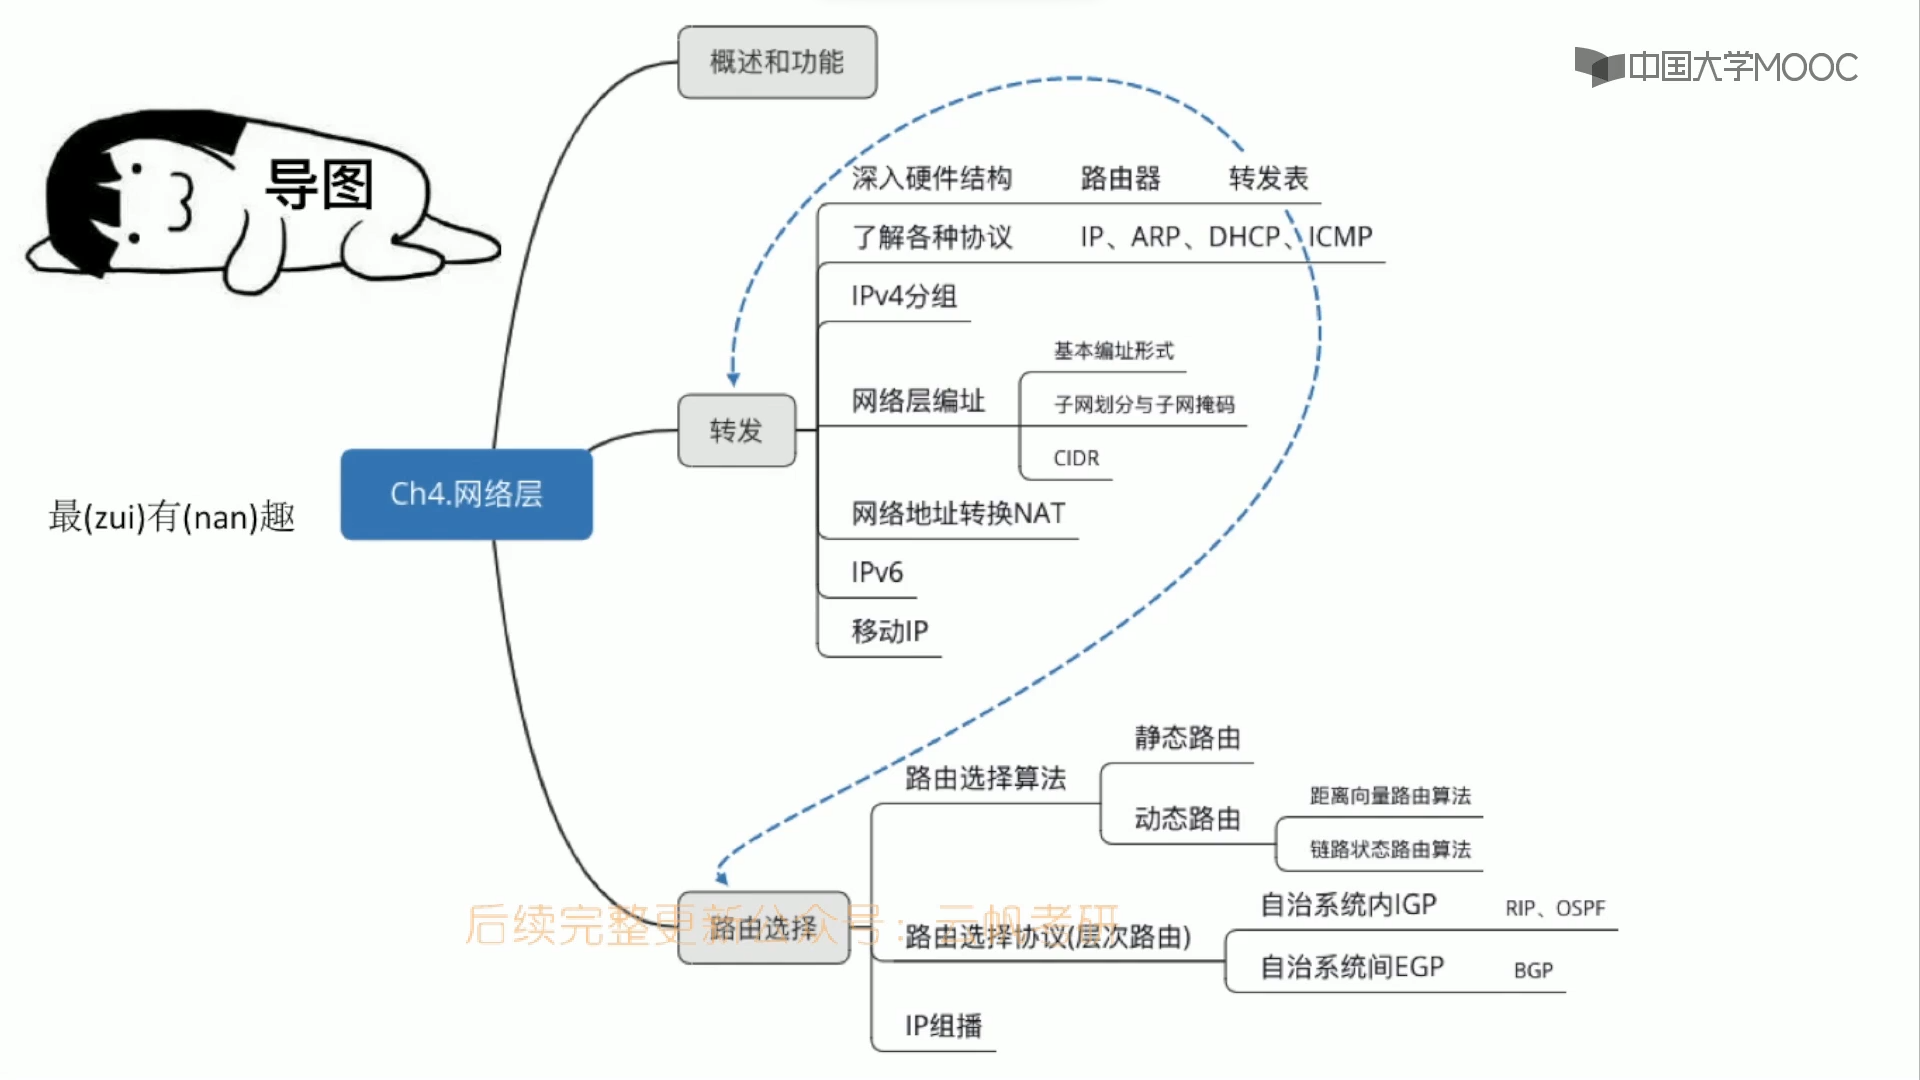 概述和功能
中国大学MOOC
导图
深入硬件结构 路由器 转发表
了解各种协议 IP、ARP、DHCP、ICMP
IPv4分组
基本编址形式
网络层编址
子网划分与子网掩码
转发
CIDR
Ch4.网络层
最(zui)有(nan)趣
网络地址转换NAT
IPv6
移动IP
静态路由
路由选择算法
距离向量路由算法
动态路由
链路状态路由算法
自治系统内IGP RIP、OSPF
后续完整更新公众号：云帆考研
路由选择
路由选择协议(层次路由)
自治系统间EGP BGP
IP组播